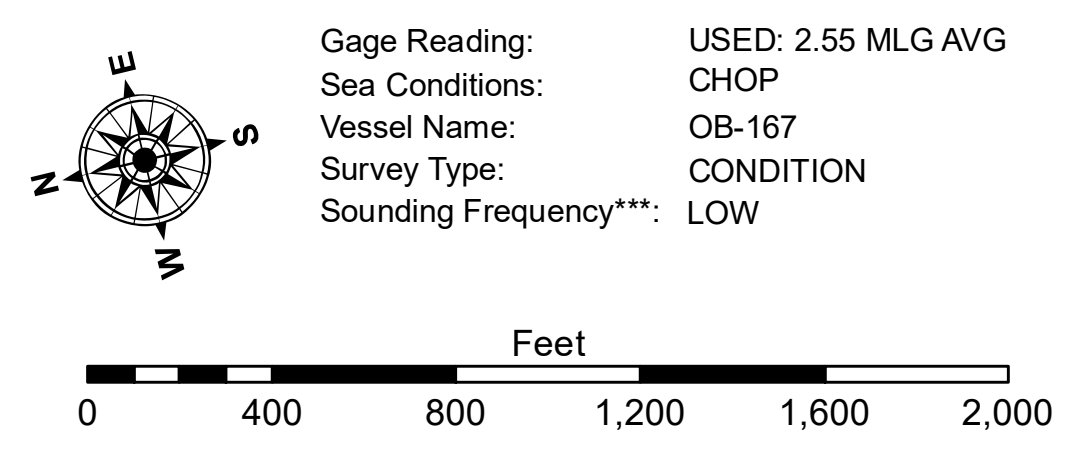 E
S
N
W
Gage Reading: USED: 2.55 MLG AVG
Sea Conditions: CHOP
Vessel Name: OB-167
Survey Type: CONDITION
Sounding Frequency***: LOW
Feet
0 400 800 1,200 1,600 2,000